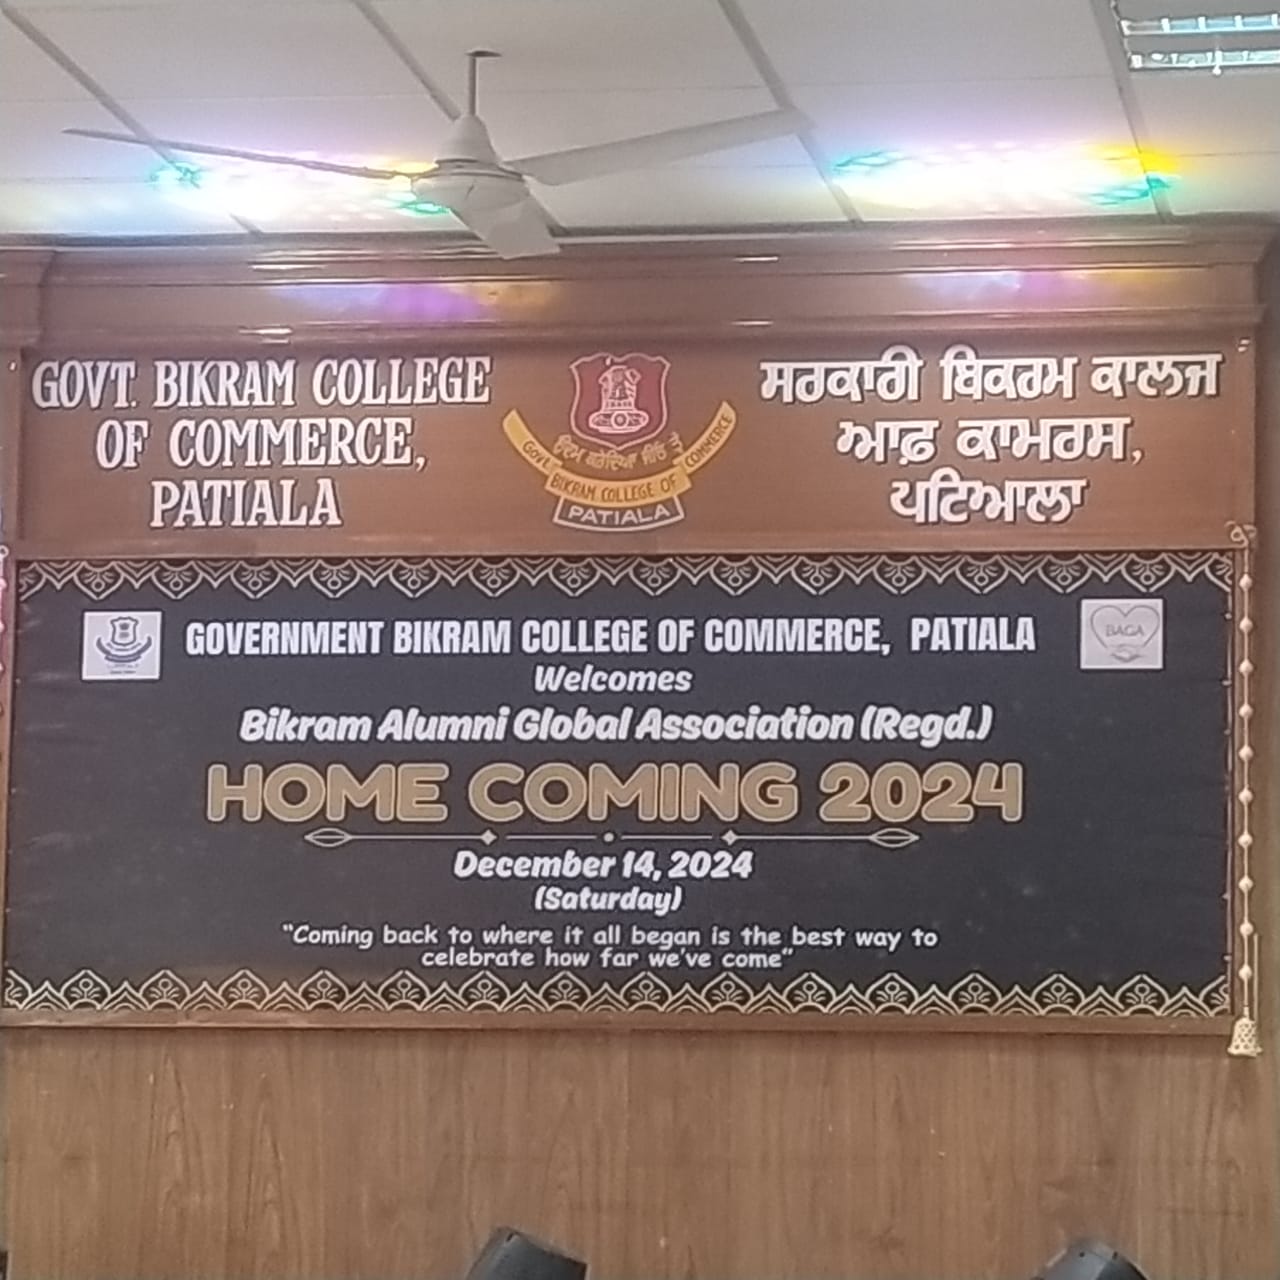 GOVT. BIKRAM COLLEGE
OF COMMERCE,
PATIALA
GOVT. BIKRAM COLLEGE OF COMMERCE
PATIALA
ਸਰਕਾਰੀ ਬਿਕਰਮ ਕਾਲਜ
ਆਫ਼ ਕਾਮਰਸ,
ਪਟਿਆਲਾ
GOVERNMENT BIKRAM COLLEGE OF COMMERCE, PATIALA
BAGA
Welcomes
Bikram Alumni Global Association (Regd.)
HOME COMING 2024
December 14, 2024
(Saturday)
"Coming back to where it all began is the best way to
celebrate how far we've come"